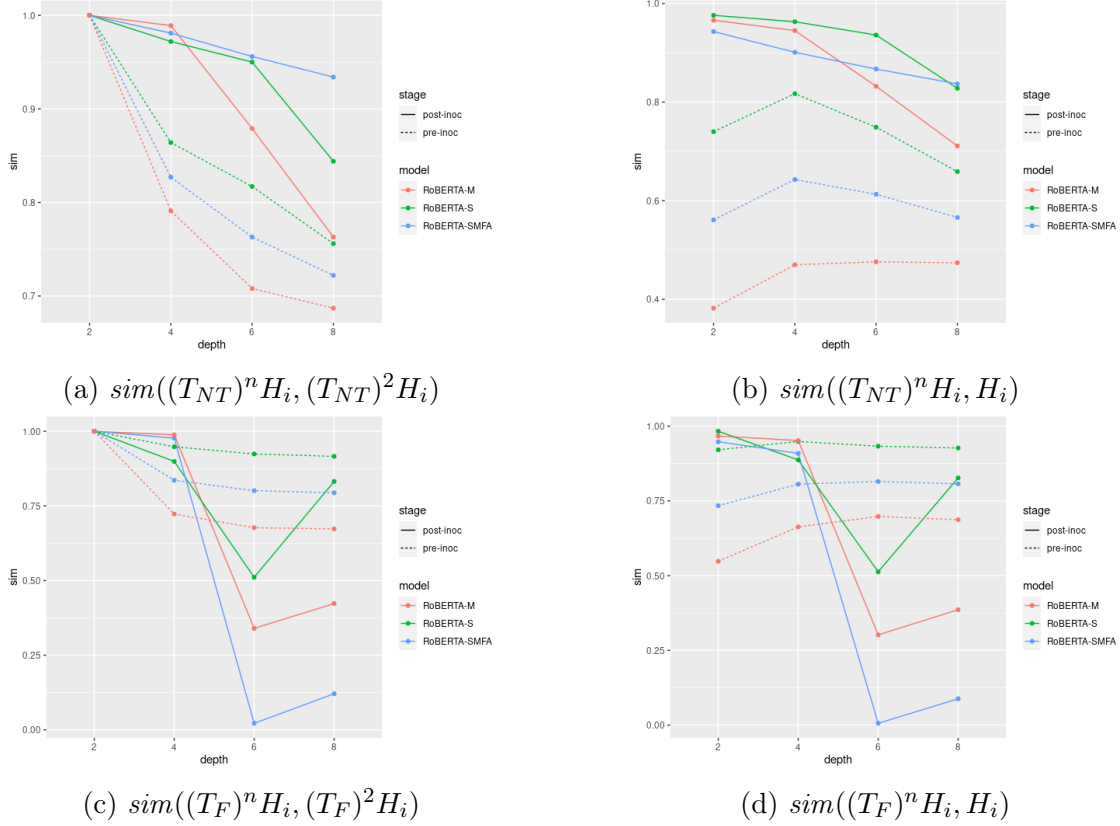 1.0
0.9
0.8
0.7
sim
2 4 6 8
depth
stage
post-inoc
pre-inoc
model
RoBERTA-M
RoBERTA-S
RoBERTA-SMFA
(a) sim((T_{NT})^n H_i, (T_{NT})^2 H_i)
1.0
0.8
0.6
0.4
sim
2 4 6 8
depth
stage
post-inoc
pre-inoc
model
RoBERTA-M
RoBERTA-S
RoBERTA-SMFA
(b) sim((T_{NT})^n H_i, H_i)
1.00
0.75
0.50
0.25
0.00
sim
2 4 6 8
depth
stage
post-inoc
pre-inoc
model
RoBERTA-M
RoBERTA-S
RoBERTA-SMFA
(c) sim((T_F)^n H_i, (T_F)^2 H_i)
1.00
0.75
0.50
0.25
0.00
sim
2 4 6 8
depth
stage
post-inoc
pre-inoc
model
RoBERTA-M
RoBERTA-S
RoBERTA-SMFA
(d) sim((T_F)^n H_i, H_i)